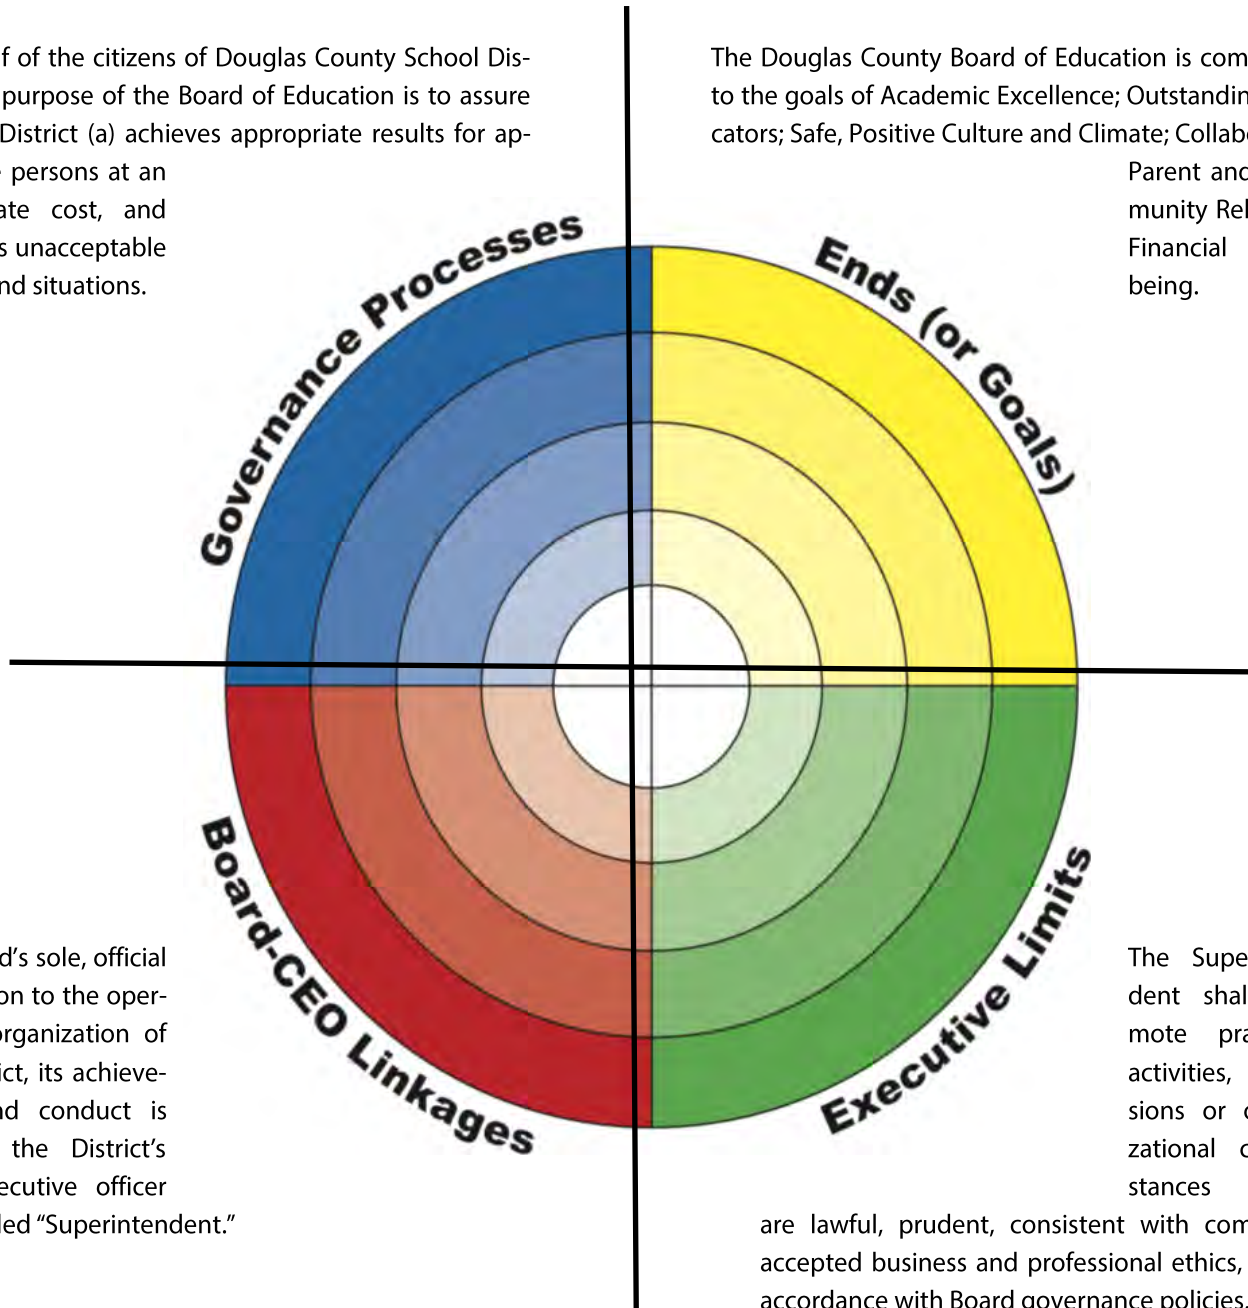 f of the citizens of Douglas County School Dis-
purpose of the Board of Education is to assure
District (a) achieves appropriate results for ap-
persons at an
ate cost, and
s unacceptable
nd situations.
The Douglas County Board of Education is com
to the goals of Academic Excellence; Outstandin
cators; Safe, Positive Culture and Climate; Collab
Parent and
munity Rel
Financial
being.
Governance Processes
Ends (or Goals)
Board-CEO Linkages
Executive Limits
d’s sole, official
on to the oper-
organization of
ict, its achieve-
nd conduct is
the District’s
ecutive officer
led “Superintendent.”
The Supe
dent shal
mote pra
activities,
sions or
zational
stances
are lawful, prudent, consistent with com
accepted business and professional ethics,
accordance with Board governance policies.